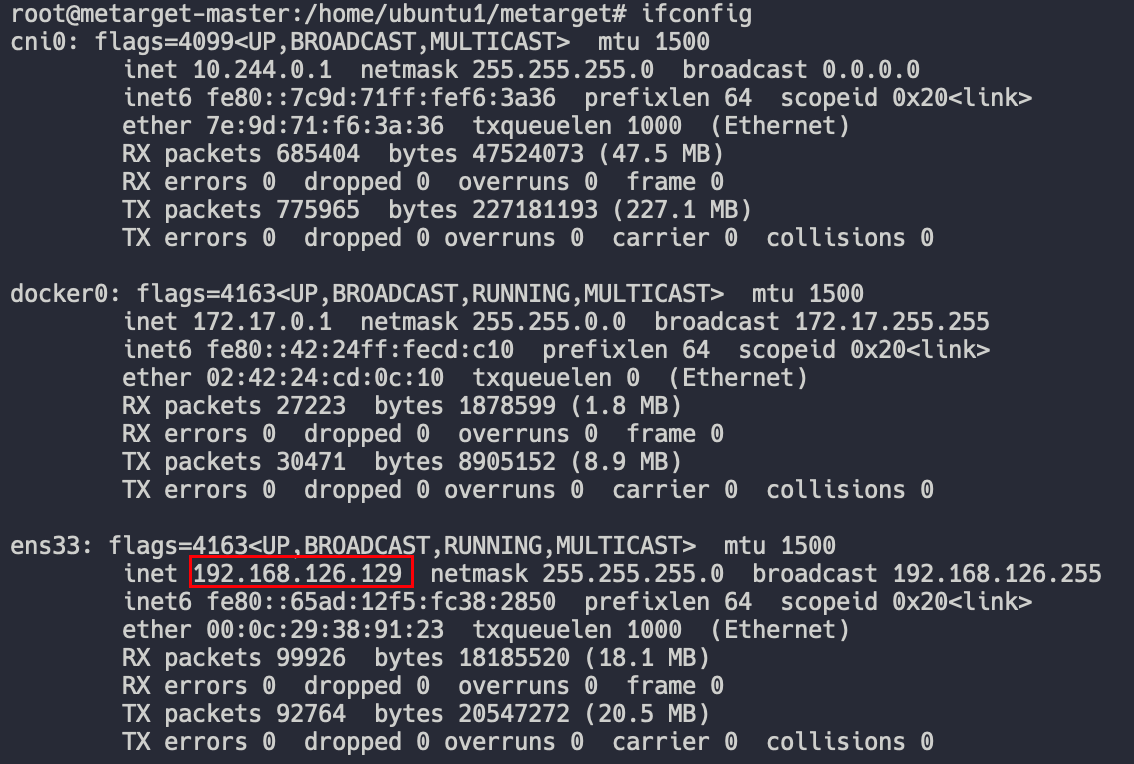 root@metarget-master:/home/ubuntu1/metarget# ifconfig
cni0: flags=4099<UP,BROADCAST,MULTICAST>  mtu 1500
        inet 10.244.0.1  netmask 255.255.255.0  broadcast 0.0.0.0
        inet6 fe80::7c9d:71ff:fef6:3a36  prefixlen 64  scopeid 0x20<link>
        ether 7e:9d:71:f6:3a:36  txqueuelen 1000  (Ethernet)
        RX packets 685404  bytes 47524073 (47.5 MB)
        RX errors 0  dropped 0  overruns 0  frame 0
        TX packets 775965  bytes 227181193 (227.1 MB)
        TX errors 0  dropped 0 overruns 0  carrier 0  collisions 0

docker0: flags=4163<UP,BROADCAST,RUNNING,MULTICAST>  mtu 1500
        inet 172.17.0.1  netmask 255.255.0.0  broadcast 172.17.255.255
        inet6 fe80::42:24ff:fecd:c10  prefixlen 64  scopeid 0x20<link>
        ether 02:42:24:cd:0c:10  txqueuelen 0  (Ethernet)
        RX packets 27223  bytes 1878599 (1.8 MB)
        RX errors 0  dropped 0  overruns 0  frame 0
        TX packets 30471  bytes 8905152 (8.9 MB)
        TX errors 0  dropped 0 overruns 0  carrier 0  collisions 0

ens33: flags=4163<UP,BROADCAST,RUNNING,MULTICAST>  mtu 1500
        inet 192.168.126.129  netmask 255.255.255.0  broadcast 192.168.126.255
        inet6 fe80::65ad:12f5:fc38:2850  prefixlen 64  scopeid 0x20<link>
        ether 00:0c:29:38:91:23  txqueuelen 1000  (Ethernet)
        RX packets 99926  bytes 18185520 (18.1 MB)
        RX errors 0  dropped 0  overruns 0  frame 0
        TX packets 92764  bytes 20547272 (20.5 MB)
        TX errors 0  dropped 0 overruns 0  carrier 0  collisions 0